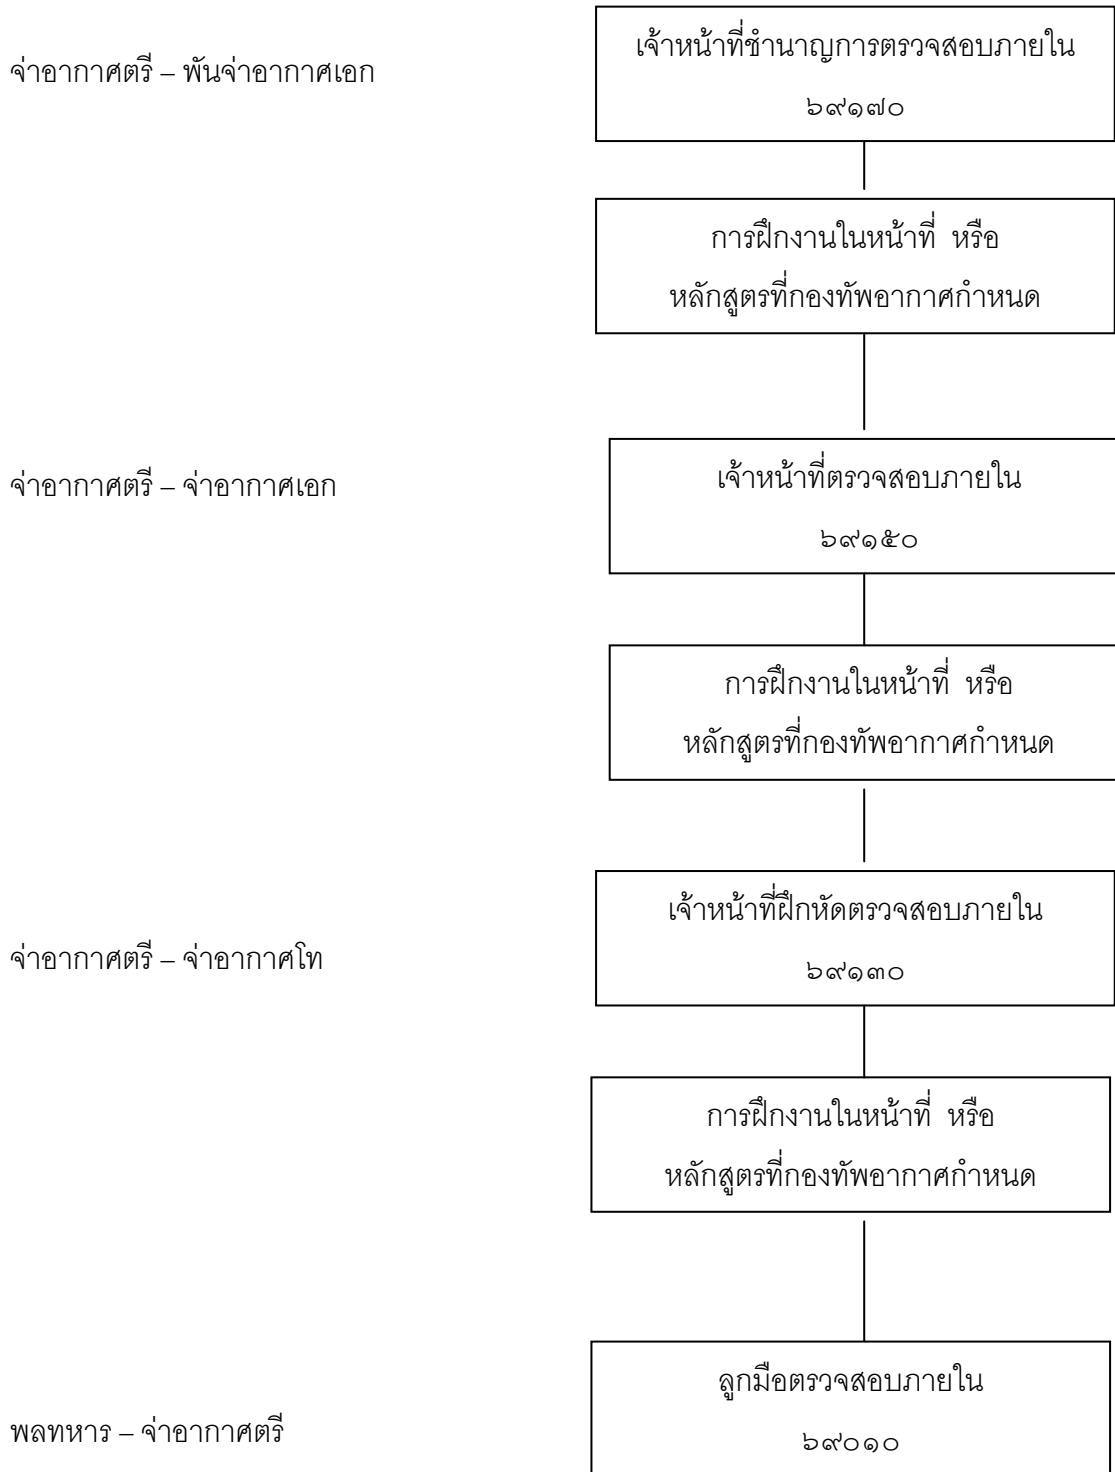 เจ้าหน้าที่ชำนาญการตรวจสอบภายใน
จ่าอากาศตรี – พันจ่าอากาศเอก
๖๙๑๗๐
การฝึกงานในหน้าที่ หรือ
หลักสูตรที่กองทัพอากาศกำหนด
จ่าอากาศตรี – จ่าอากาศเอก
เจ้าหน้าที่ตรวจสอบภายใน
๖๙๑๕๐
การฝึกงานในหน้าที่ หรือ
หลักสูตรที่กองทัพอากาศกำหนด
เจ้าหน้าที่ฝึกหัดตรวจสอบภายใน
จ่าอากาศตรี – จ่าอากาศโท
๖๙๑๓๐
การฝึกงานในหน้าที่ หรือ
หลักสูตรที่กองทัพอากาศกำหนด
ลูกมือตรวจสอบภายใน
พลทหาร – จ่าอากาศตรี
๖๙๐๑๐